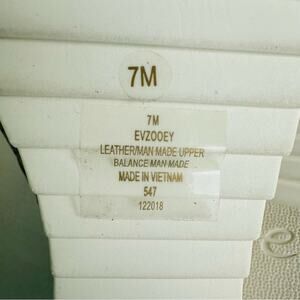 7M
7M
EVZOOEY
LEATHER/MAN MADE UPPER
BALANCE MAN MADE
MADE IN VIETNAM
547
122018
e